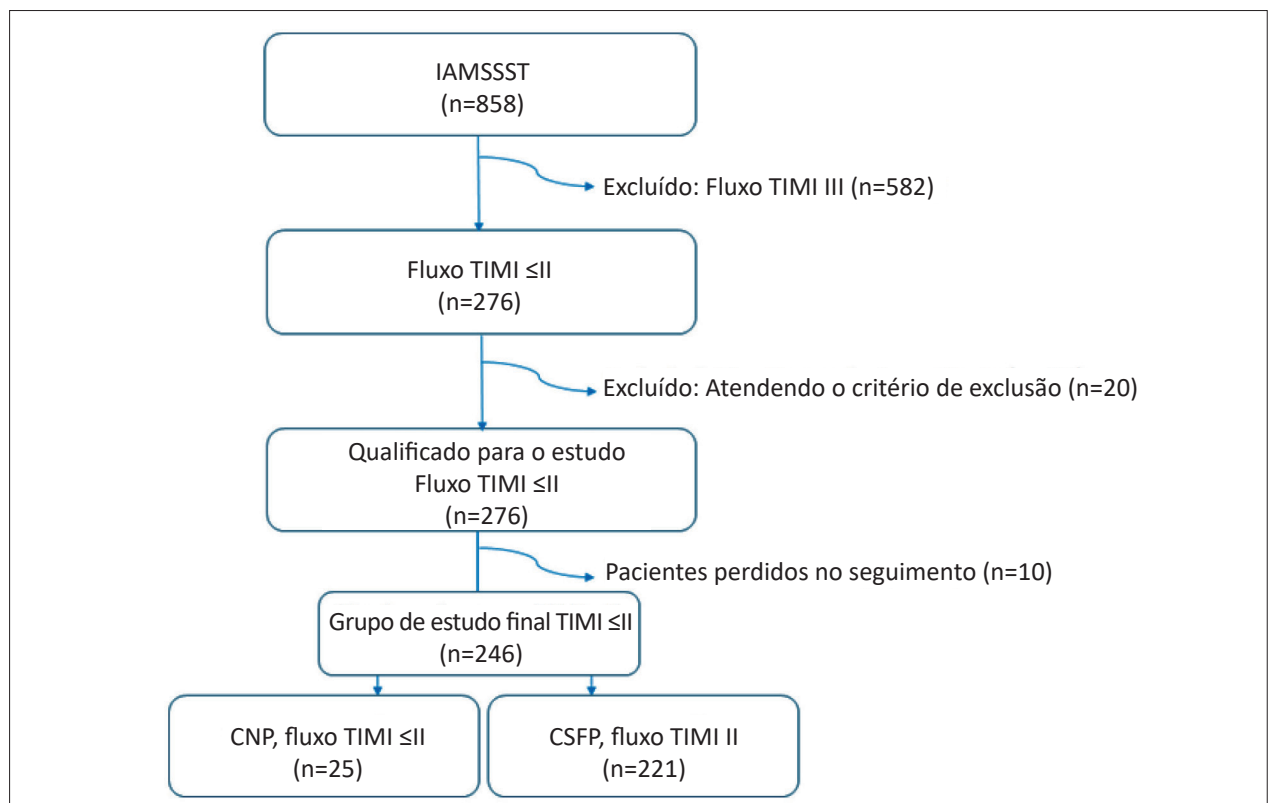 IAMSSST
(n=858)
Excluído: Fluxo TIMI III (n=582)
Fluxo TIMI ≤II
(n=276)
Excluído: Atendendo o critério de exclusão (n=20)
Qualificado para o estudo
Fluxo TIMI ≤II
(n=276)
Pacientes perdidos no seguimento (n=10)
Grupo de estudo final TIMI ≤II
(n=246)
CNP, fluxo TIMI ≤II
(n=25)
CSFP, fluxo TIMI II
(n=221)